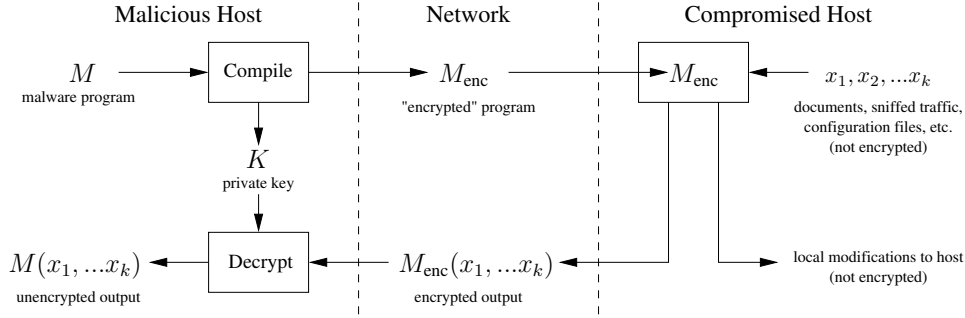 Malicious Host
Network
Compromised Host
M
malware program
Compile
M_enc
"encrypted" program
M_enc
x_1, x_2, ...x_k
documents, sniffed traffic,
configuration files, etc.
(not encrypted)
K
private key
M(x_1, ...x_k)
unencrypted output
Decrypt
M_enc(x_1, ...x_k)
encrypted output
local modifications to host
(not encrypted)